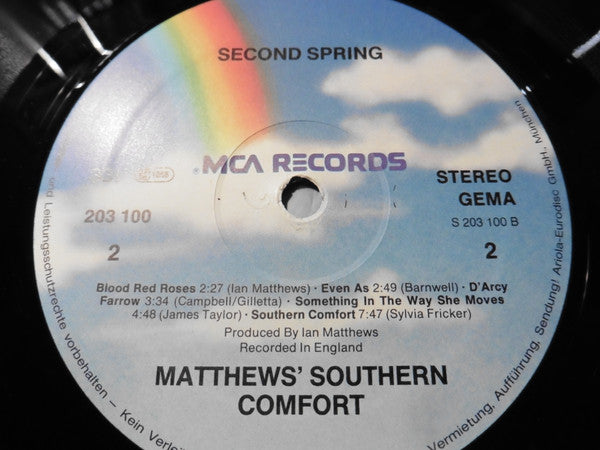 SECOND SPRING
MCA RECORDS
203 100
STEREO
GEMA
S 203 100 B
2
2
Blood Red Roses 2:27 (Ian Matthews) · Even As 2:49 (Barnwell) · D'Arcy
Farrow 3:34 (Campbell/Gilletta) · Something In The Way She Moves
4:48 (James Taylor) · Southern Comfort 7:47 (Sylvia Fricker)
Produced By Ian Matthews
Recorded In England
MATTHEWS' SOUTHERN
COMFORT
und Leistungsschutzrechte vorbehalten – Kein
Vermietung, Aufführung, Sendung! Ariola-Eurodisc GmbH, München